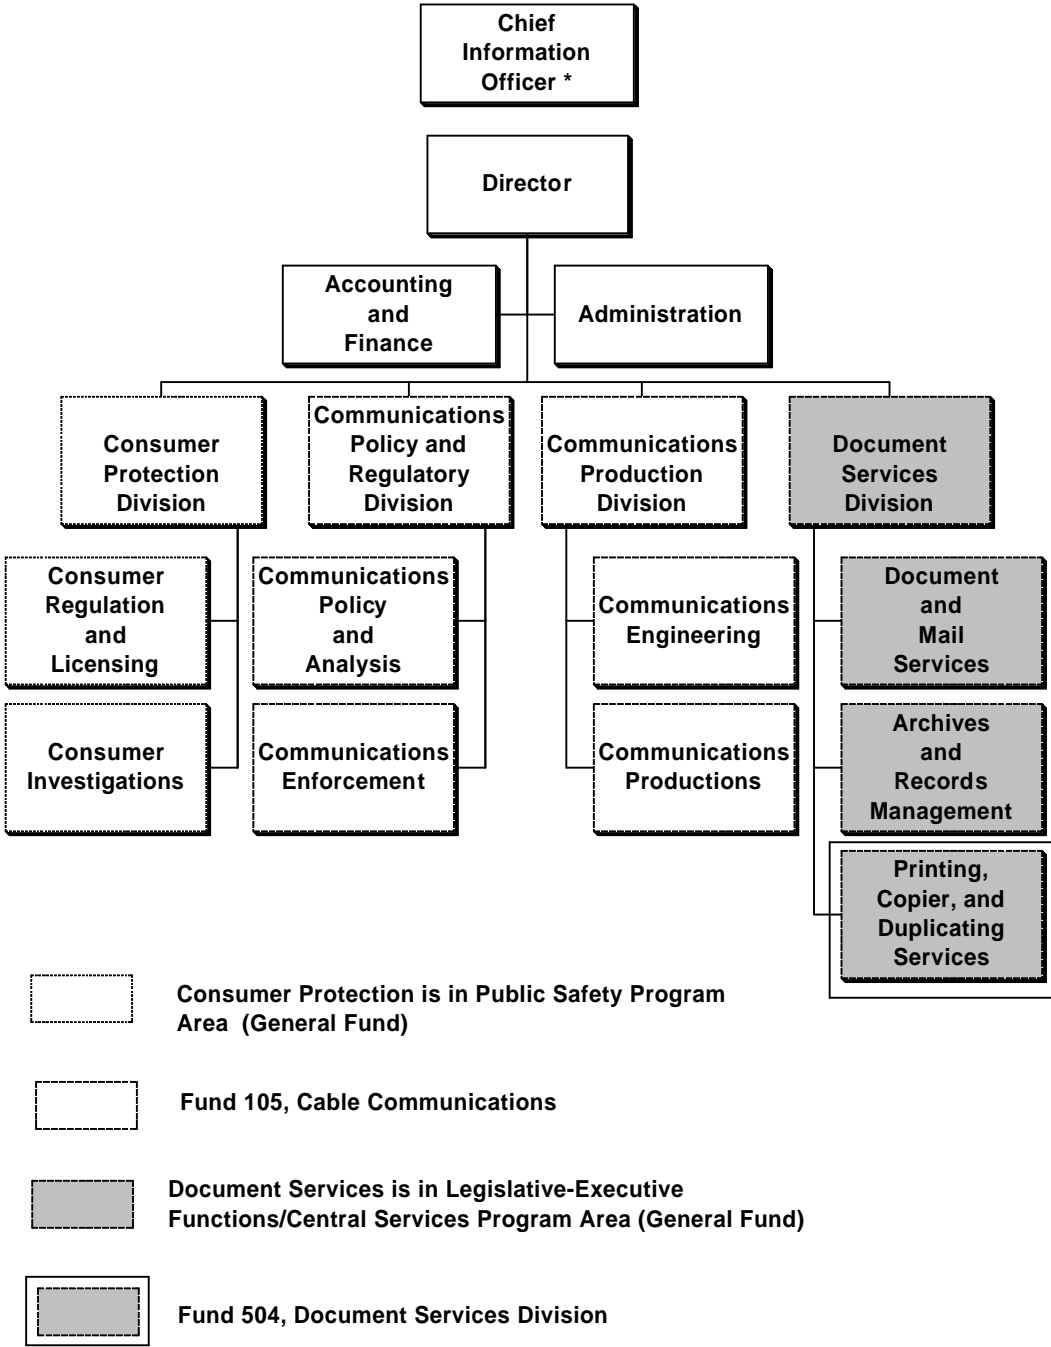 Chief
Information
Officer *
Director
Accounting
and
Finance
Administration
Consumer
Protection
Division
Communications
Policy and
Regulatory
Division
Communications
Production
Division
Document
Services
Division
Consumer
Regulation
and
Licensing
Communications
Policy
and
Analysis
Communications
Engineering
Document
and
Mail
Services
Consumer
Investigations
Communications
Enforcement
Communications
Productions
Archives
and
Records
Management
Printing,
Copier, and
Duplicating
Services
Consumer Protection is in Public Safety Program
Area (General Fund)
Fund 105, Cable Communications
Document Services is in Legislative-Executive
Functions/Central Services Program Area (General Fund)
Fund 504, Document Services Division